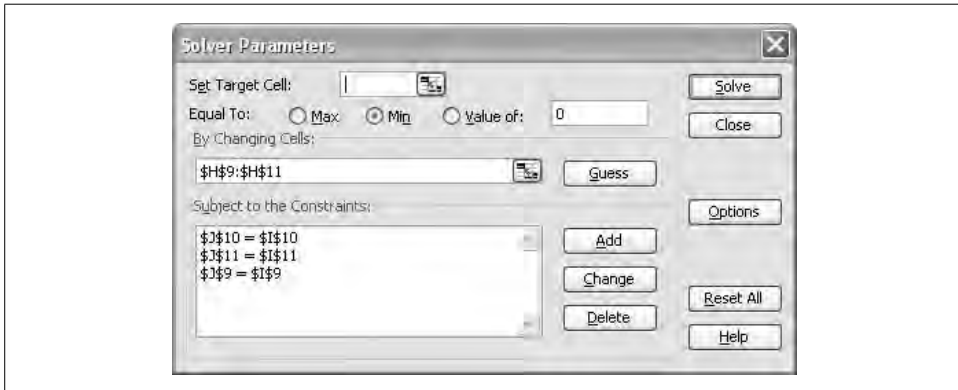 Solver Parameters
Set Target Cell:
Solve
Equal To: Max Min Value of: 0
Close
By Changing Cells:
$H$9:$H$11
Guess
Subject to the Constraints:
Options
$J$10 = $I$10
$J$11 = $I$11
$J$9 = $I$9
Add
Change
Delete
Reset All
Help